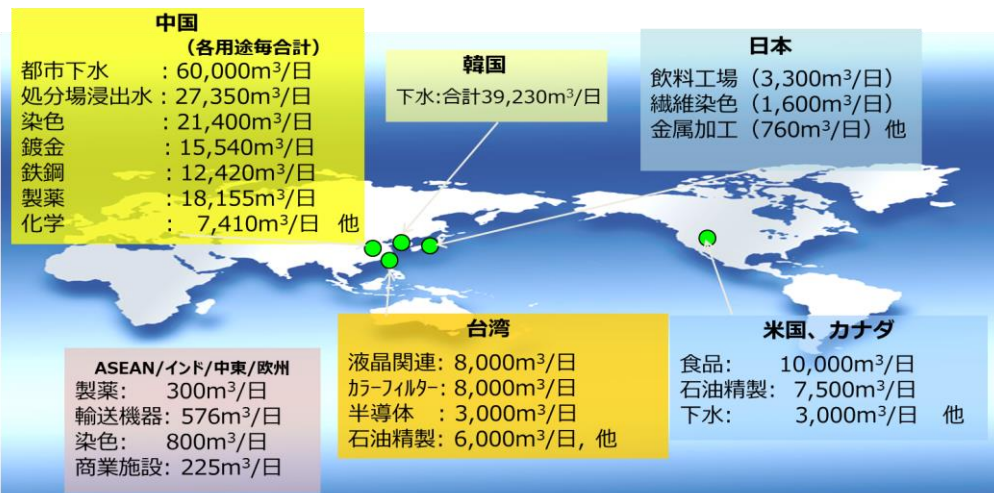 中国
（各用途毎合計）
都市下水　　：60,000m³/日
処分場浸出水：27,350m³/日
染色　　　　：21,400m³/日
鍍金　　　　：15,540m³/日
鉄鋼　　　　：12,420m³/日
製薬　　　　：18,155m³/日
化学　　　　：　7,410m³/日　他
韓国
下水:合計39,230m³/日
日本
飲料工場（3,300m³/日）
繊維染色（1,600m³/日）
金属加工（760m³/日）他
ASEAN/インド/中東/欧州
製薬:　　300m³/日
輸送機器: 576m³/日
染色:　　800m³/日
商業施設: 225m³/日
台湾
液晶関連: 8,000m³/日
ｶﾗｰﾌｨﾙﾀｰ: 8,000m³/日
半導体　: 3,000m³/日
石油精製: 6,000m³/日, 他
米国、カナダ
食品:　　10,000m³/日
石油精製:　7,500m³/日
下水:　　　3,000m³/日　他